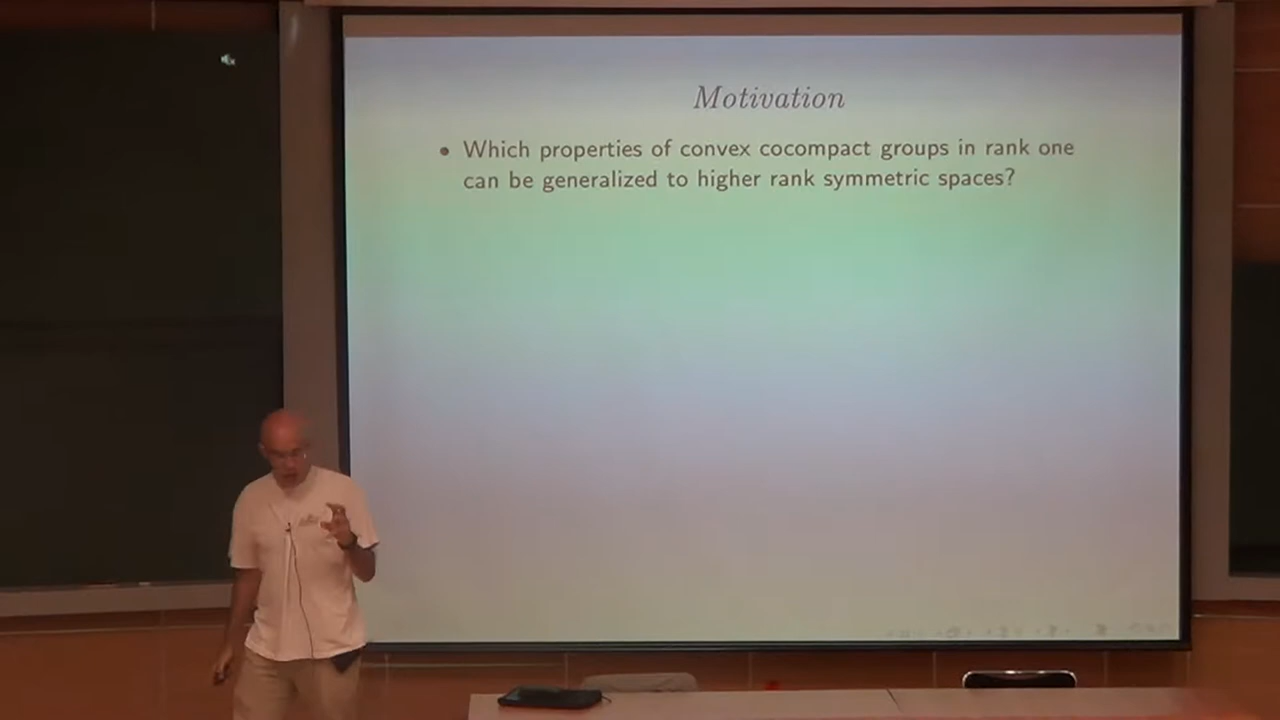 Motivation
• Which properties of convex cocompact groups in rank one
can be generalized to higher rank symmetric spaces?